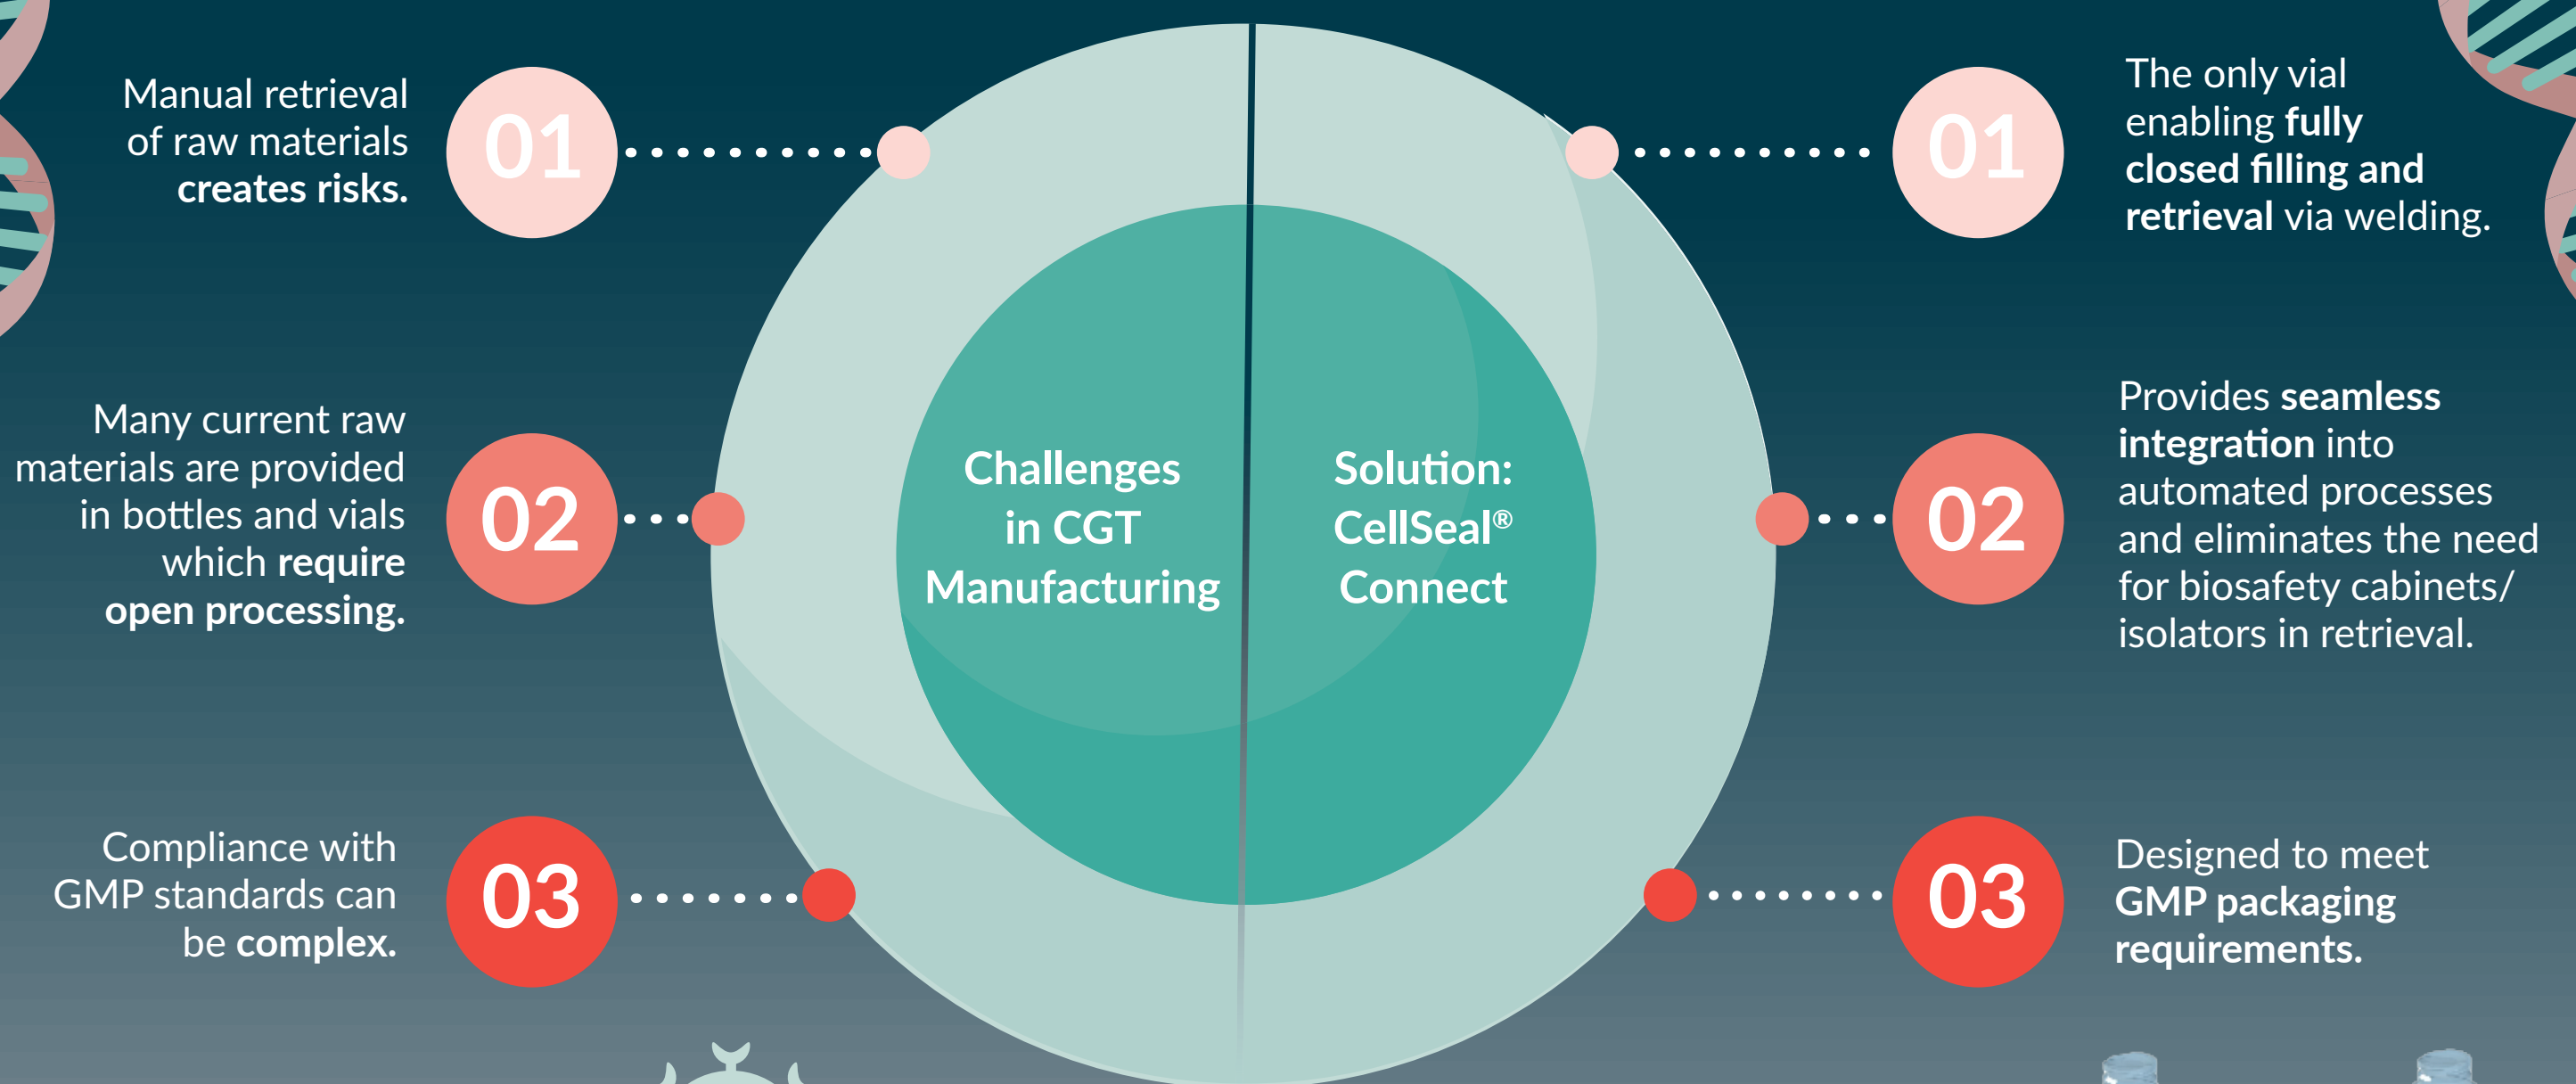 Manual retrieval
of raw materials
creates risks.
01
Many current raw
materials are provided
in bottles and vials
which require
open processing.
02
Compliance with
GMP standards can
be complex.
03
Challenges
in CGT
Manufacturing
Solution:
CellSeal®
Connect
01
The only vial
enabling fully
closed filling and
retrieval via welding.
02
Provides seamless
integration into
automated processes
and eliminates the need
for biosafety cabinets/
isolators in retrieval.
03
Designed to meet
GMP packaging
requirements.